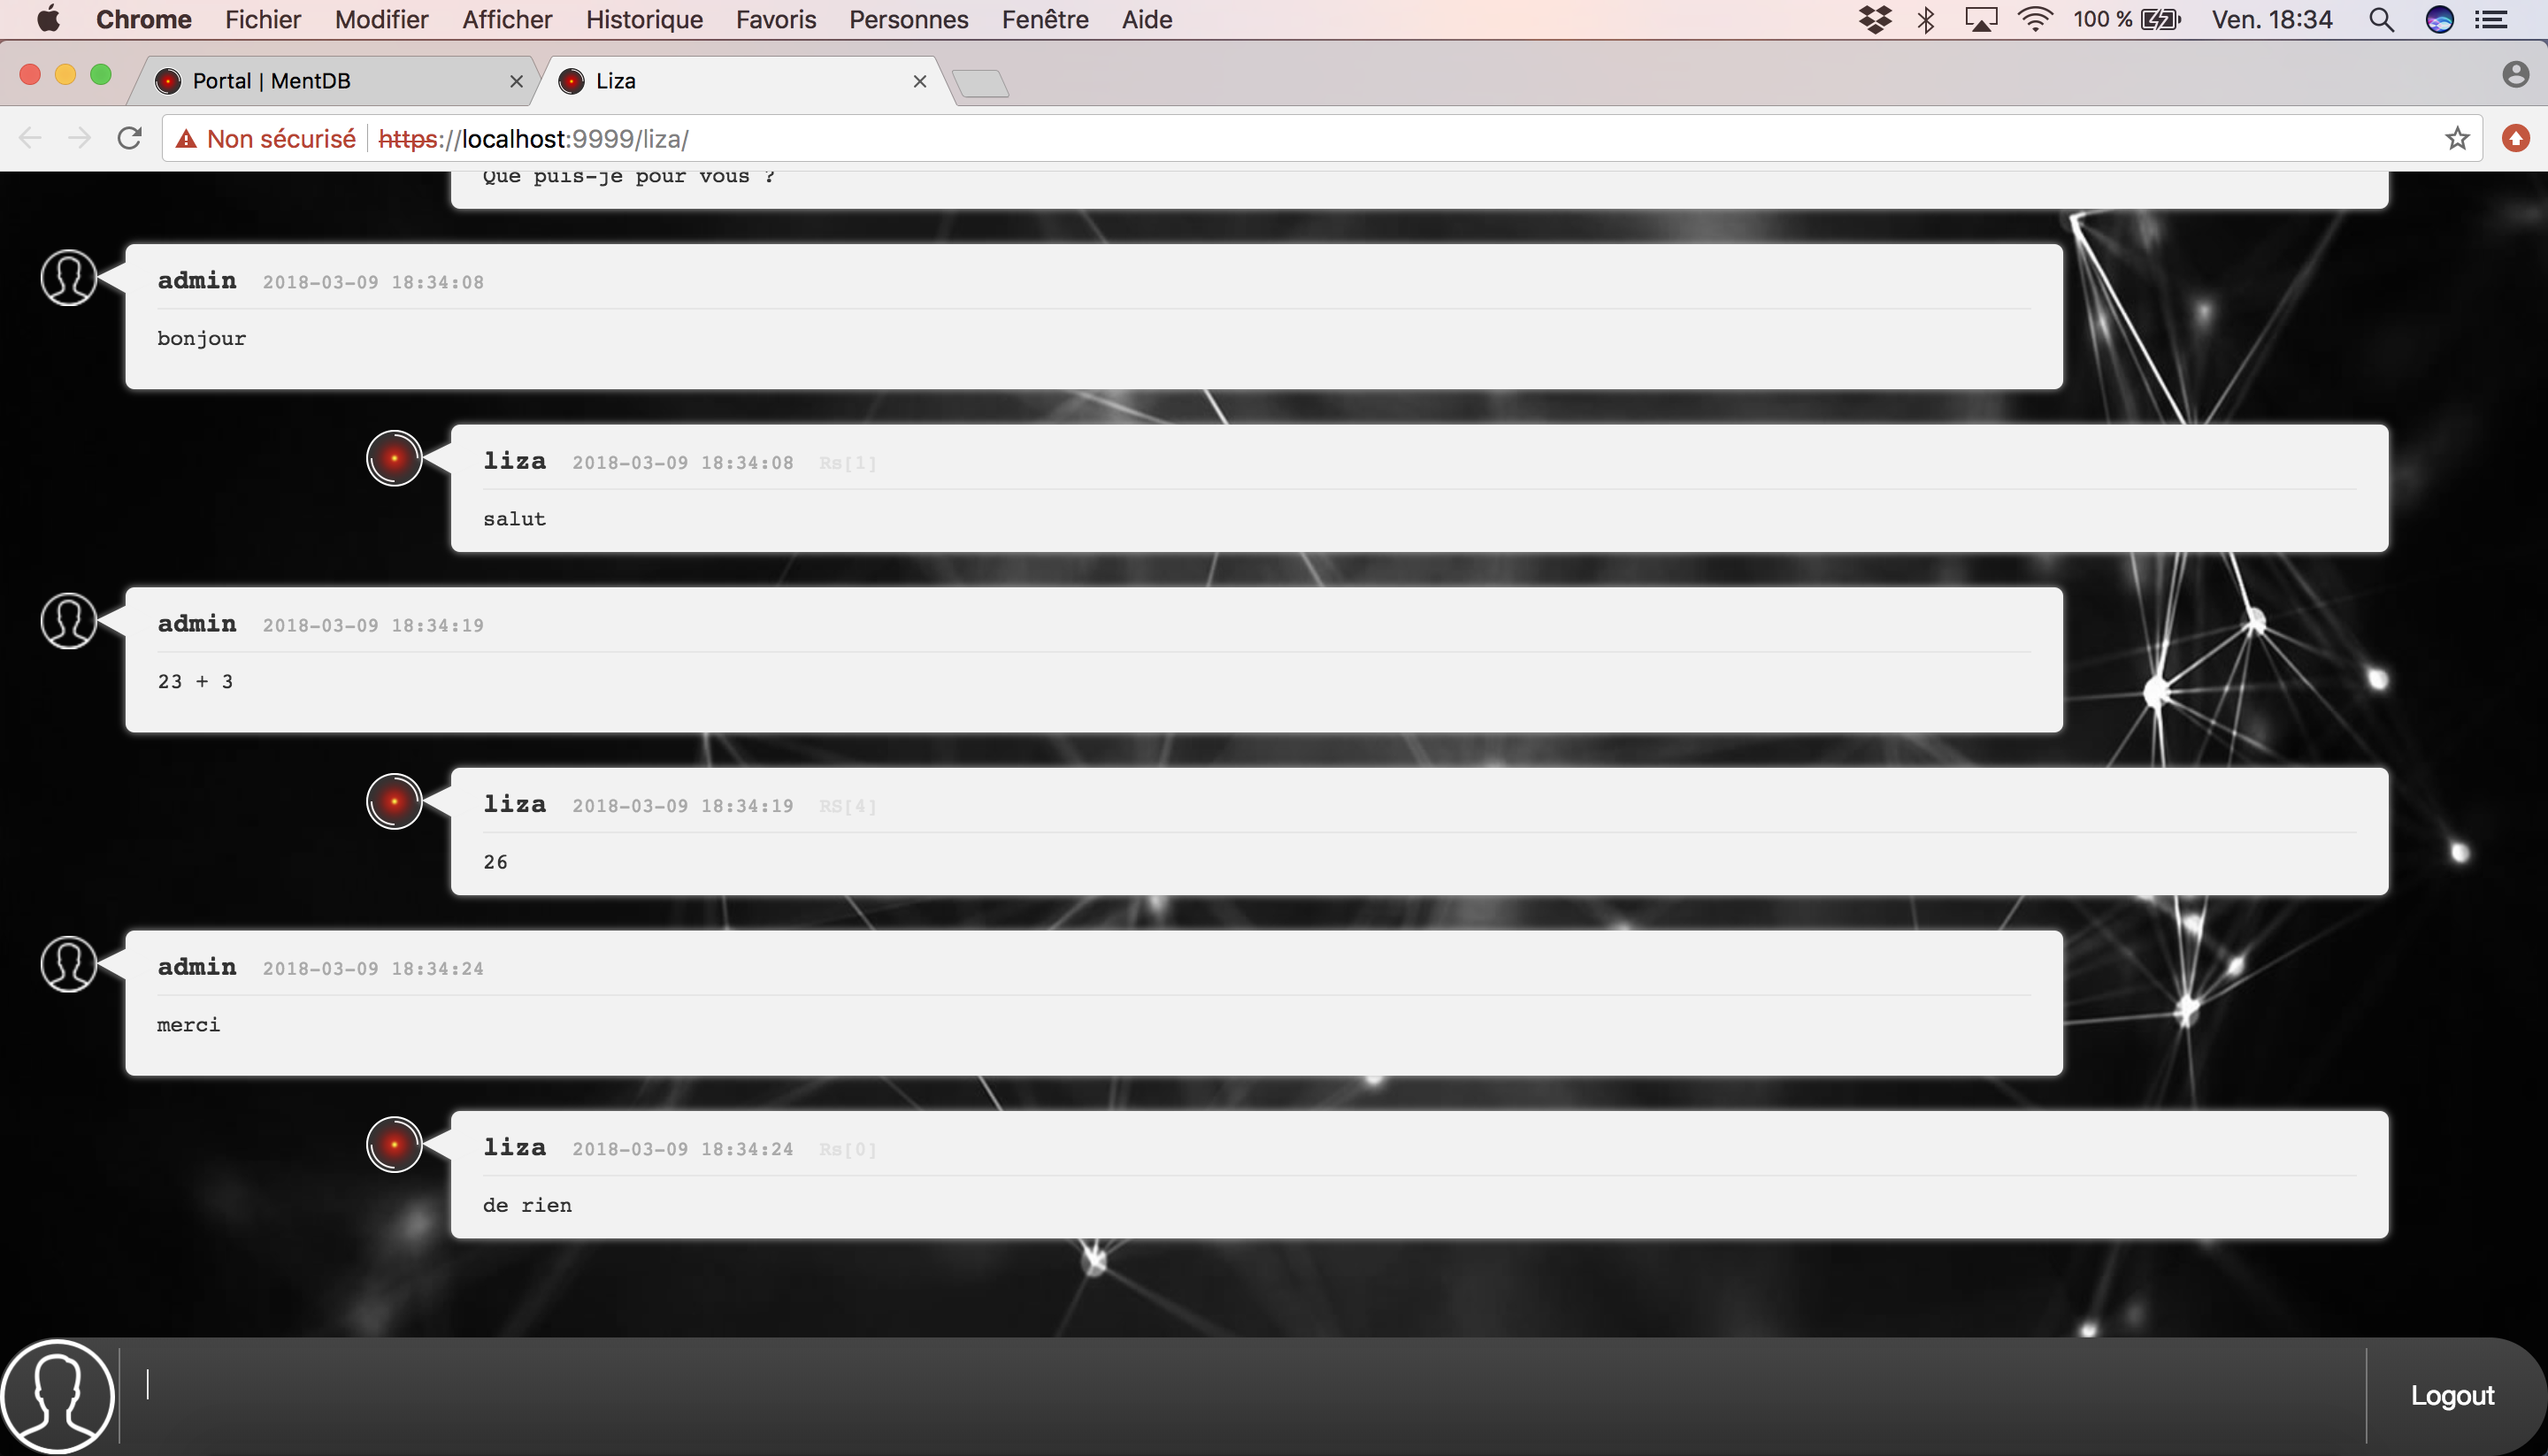 Chrome Fichier Modifier Afficher Historique Favoris Personnes Fenêtre Aide 100 % Ven. 18:34
Portal | MentDB Liza
Non sécurisé https://localhost:9999/liza/
Que puis-je pour vous ?
admin 2018-03-09 18:34:08
bonjour
liza 2018-03-09 18:34:08 Rs[1]
salut
admin 2018-03-09 18:34:19
23 + 3
liza 2018-03-09 18:34:19 RS[4]
26
admin 2018-03-09 18:34:24
merci
liza 2018-03-09 18:34:24 Rs[0]
de rien
Logout